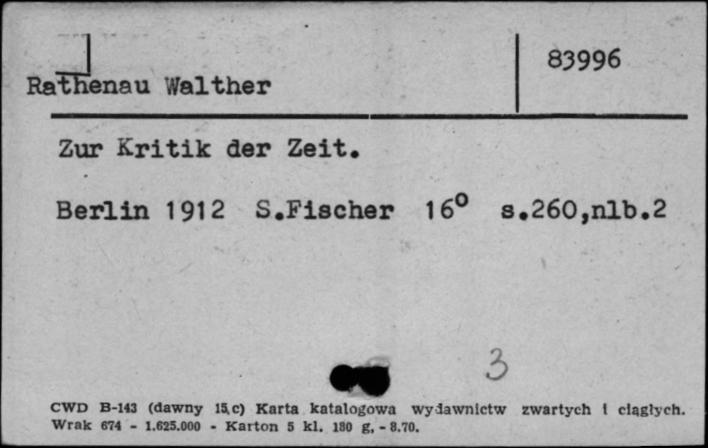 83996
Rathenau Walther
Zur Kritik der Zeit.
Berlin 1912 S.Fischer 16° s.260,nlb.2
3
CWD B-143 (dawny 15,c) Karta katalogowa wydawnictw zwartych i ciągłych.
Wrak 674 - 1.625.000 - Karton 5 kl. 180 g. - 8.70.